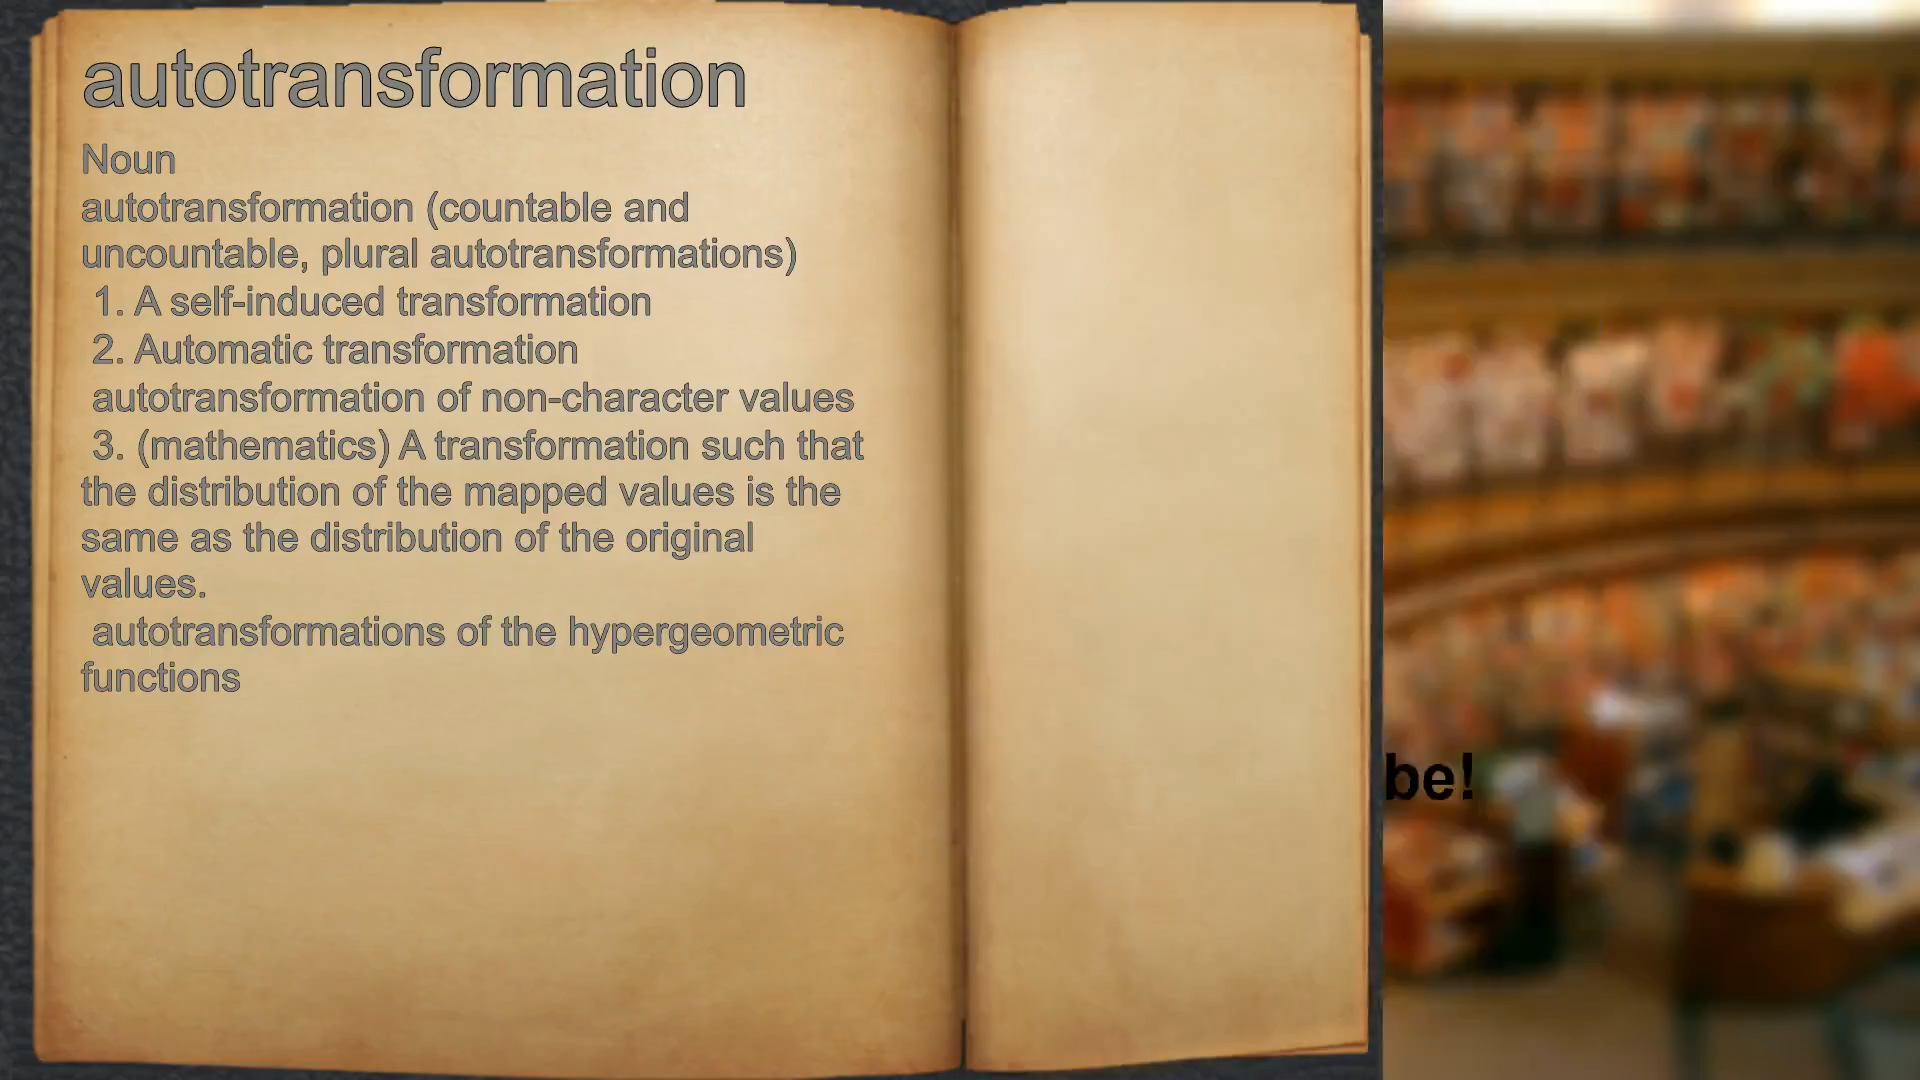 autotransformation
Noun
autotransformation (countable and
uncountable, plural autotransformations)
1. A self-induced transformation
2. Automatic transformation
autotransformation of non-character values
3. (mathematics) A transformation such that
the distribution of the mapped values is the
same as the distribution of the original
values.
autotransformations of the hypergeometric
functions
be!